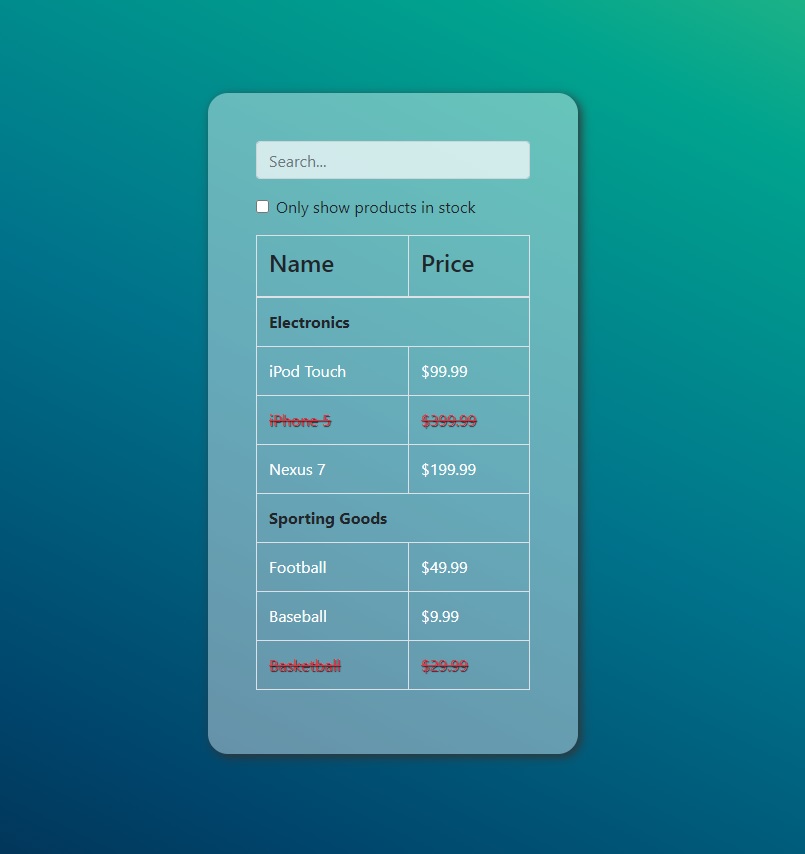 Search...
Only show products in stock
Name Price
Electronics
iPod Touch $99.99
iPhone 5 $399.99
Nexus 7 $199.99
Sporting Goods
Football $49.99
Baseball $9.99
Basketball $29.99